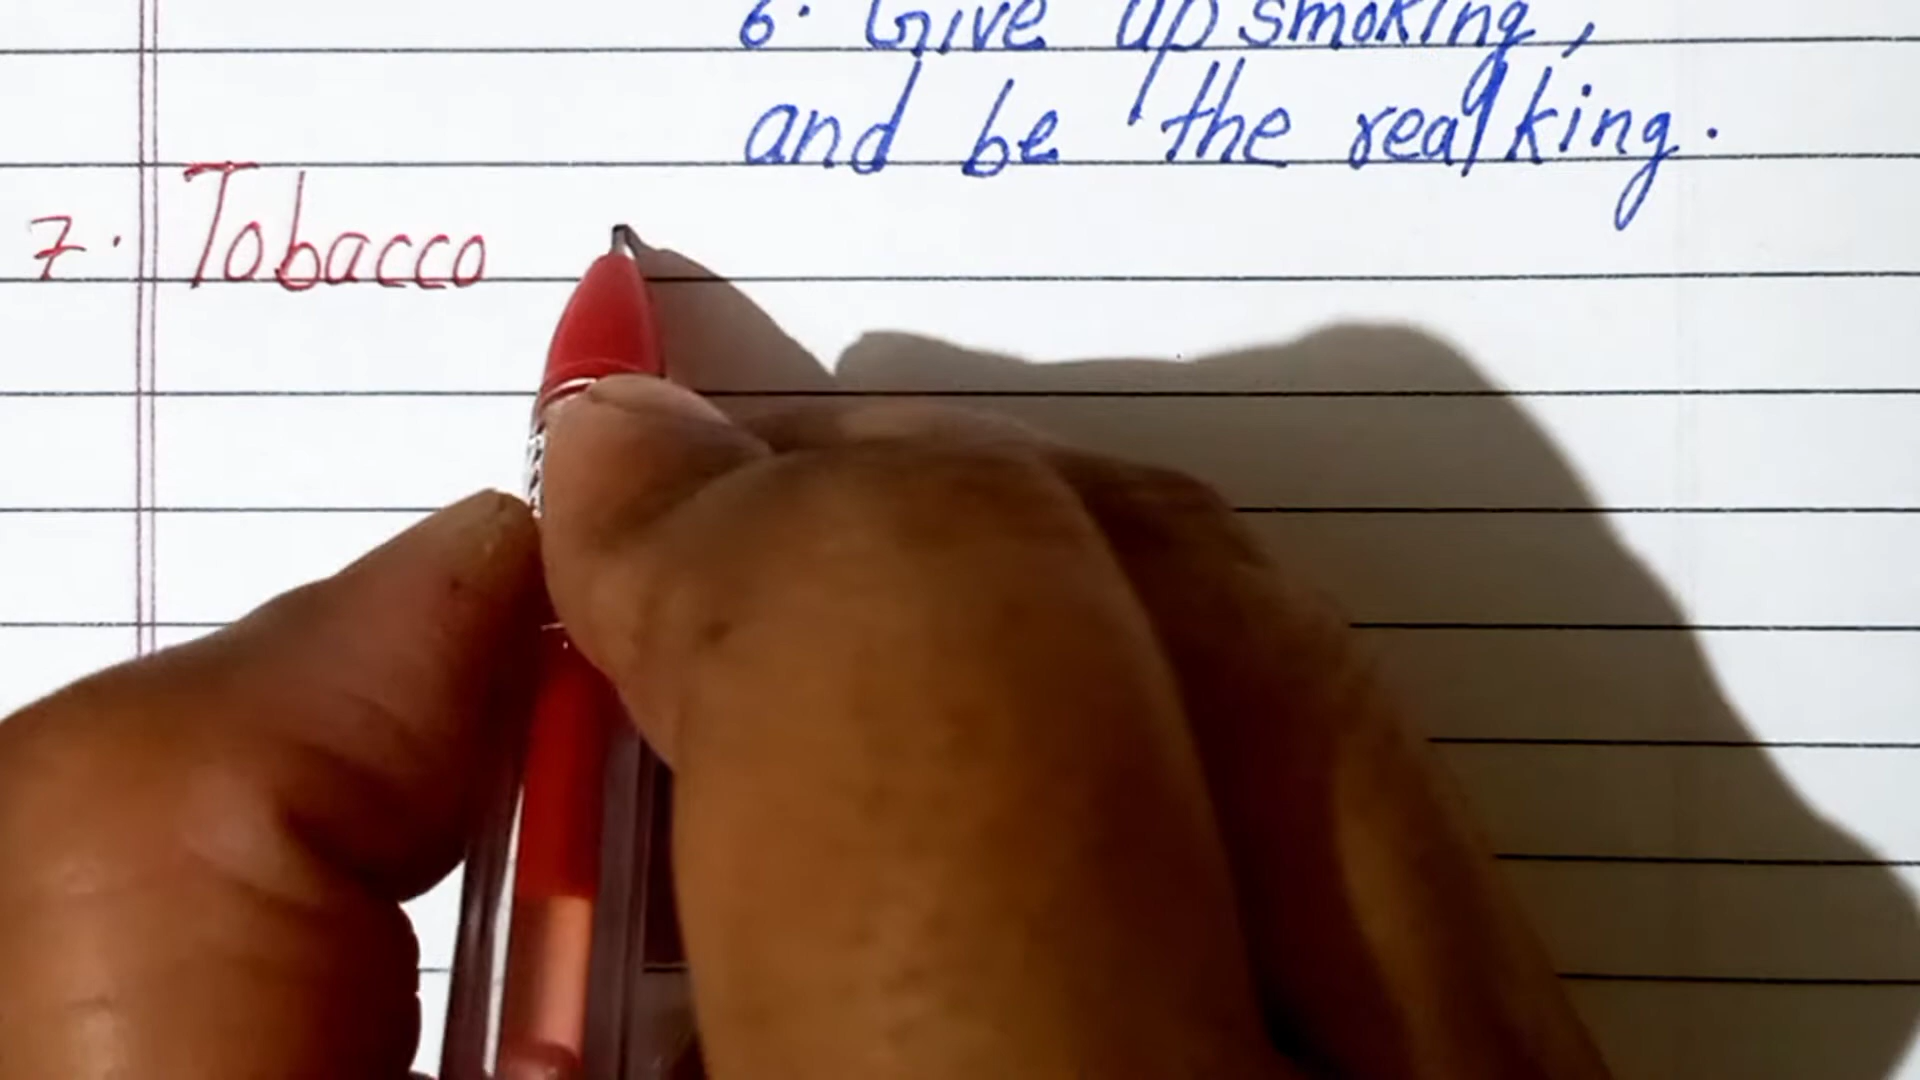 6. Give up smoking,
and be the real king.
7. Tobacco